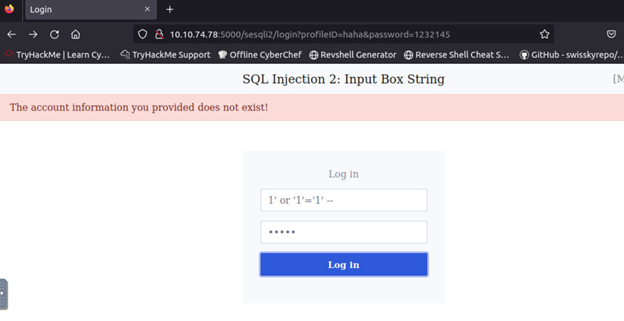 Login
10.10.74.78:5000/sesqli2/login?profileID=haha&password=1232145
TryHackMe | Learn Cy… TryHackMe Support Offline CyberChef Revshell Generator Reverse Shell Cheat S… GitHub - swisskyrepo/…
SQL Injection 2: Input Box String [M
The account information you provided does not exist!
Log in
1' or '1'='1' --
•••••
Log in